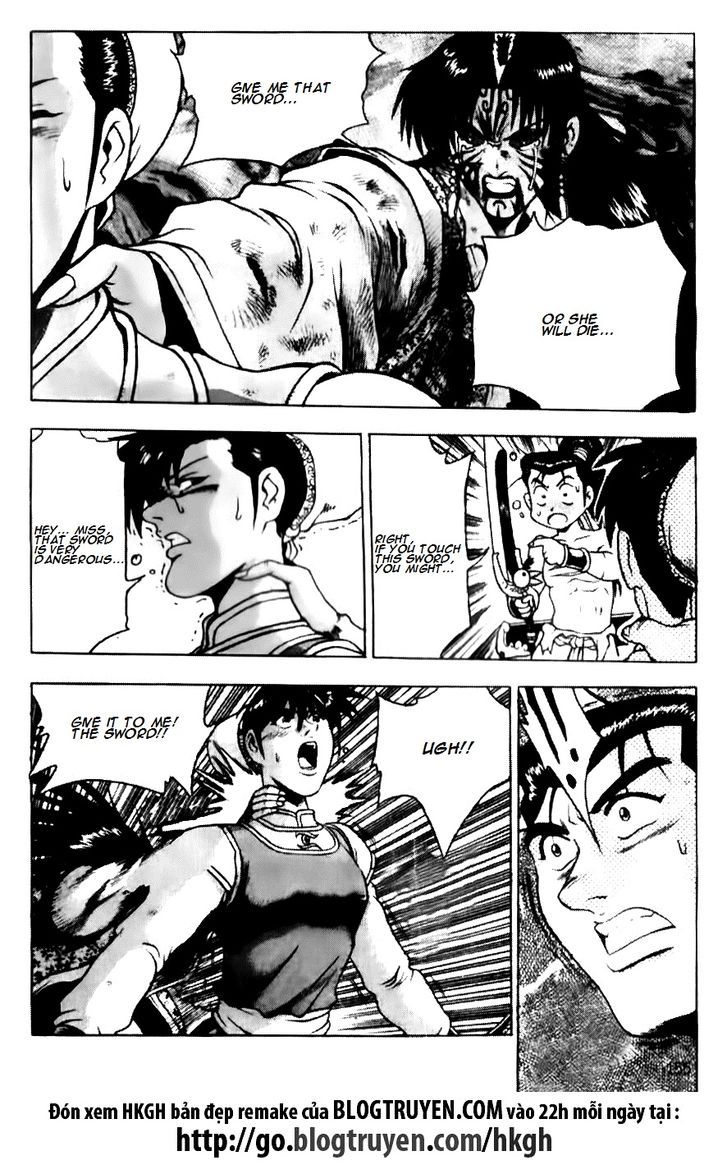 GIVE ME THAT
SWORD...
OR SHE
WILL DIE...
RIGHT,
IF YOU TOUCH
THIS SWORD,
YOU MIGHT...
HEY... MISS,
THAT SWORD
IS VERY
DANGEROUS...
UGH!!
GIVE IT TO ME!
THE SWORD!!
Đón xem HKGH bản đẹp remake của BLOGTRUYEN.COM vào 22h mỗi ngày tại :
http://go.blogtruyen.com/hkgh